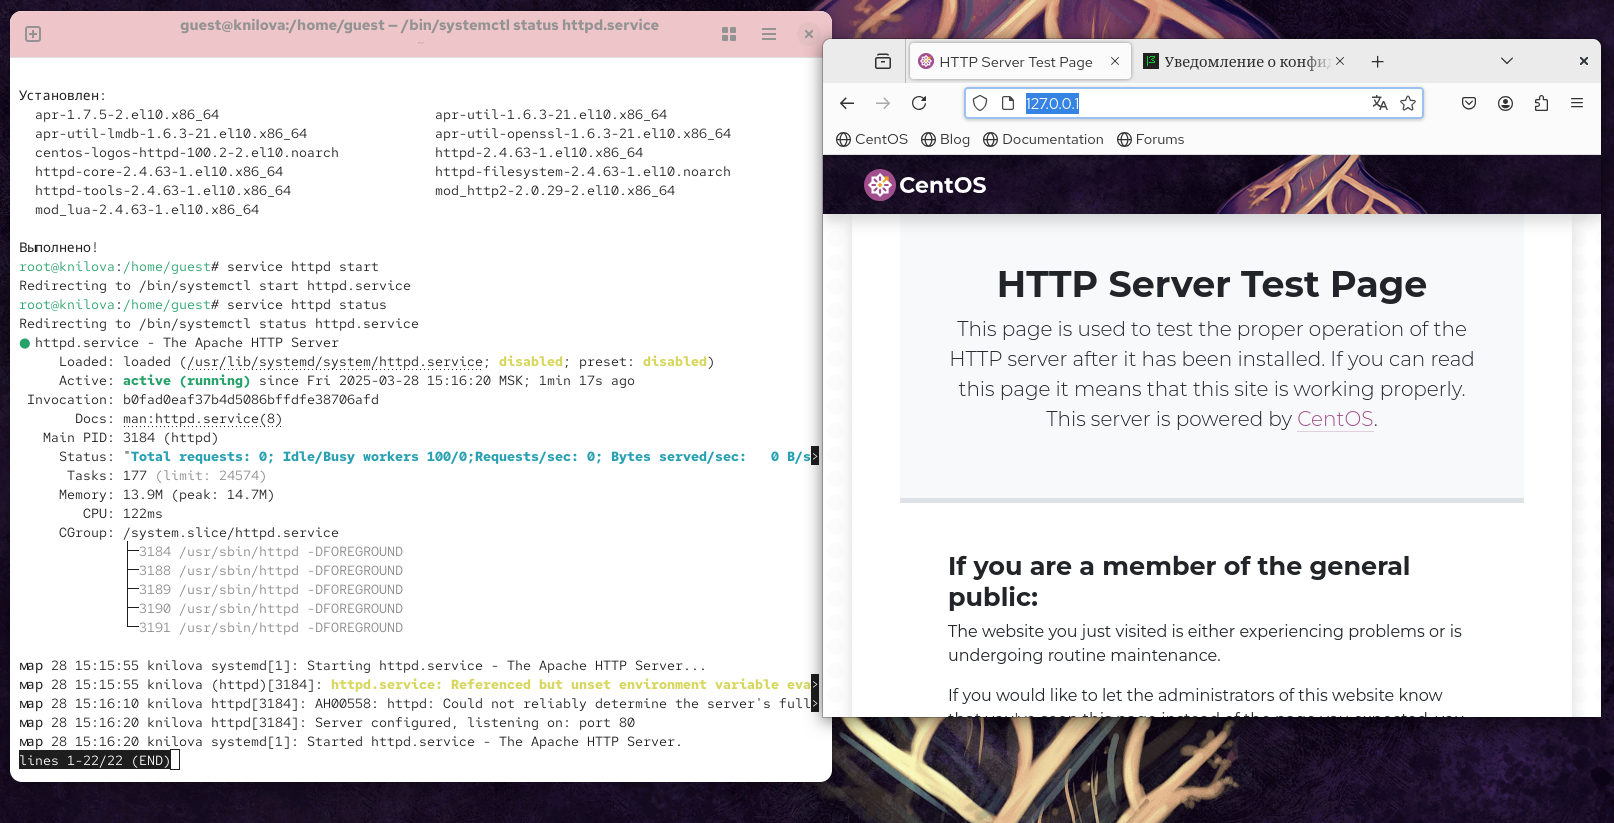 guest@knilova:/home/guest — /bin/systemctl status httpd.service
Установлен:
apr-1.7.5-2.el10.x86_64 apr-util-1.6.3-21.el10.x86_64
apr-util-lmdb-1.6.3-21.el10.x86_64 apr-util-openssl-1.6.3-21.el10.x86_64
centos-logos-httpd-100.2-2.el10.noarch httpd-2.4.63-1.el10.x86_64
httpd-core-2.4.63-1.el10.x86_64 httpd-filesystem-2.4.63-1.el10.noarch
httpd-tools-2.4.63-1.el10.x86_64 mod_http2-2.0.29-2.el10.x86_64
mod_lua-2.4.63-1.el10.x86_64
Выполнено!
root@knilova:/home/guest# service httpd start
Redirecting to /bin/systemctl start httpd.service
root@knilova:/home/guest# service httpd status
Redirecting to /bin/systemctl status httpd.service
● httpd.service - The Apache HTTP Server
Loaded: loaded (/usr/lib/systemd/system/httpd.service; disabled; preset: disabled)
Active: active (running) since Fri 2025-03-28 15:16:20 MSK; 1min 17s ago
Invocation: b0fad0eaf37b4d5086bffdfe38706afd
Docs: man:httpd.service(8)
Main PID: 3184 (httpd)
Status: "Total requests: 0; Idle/Busy workers 100/0;Requests/sec: 0; Bytes served/sec:   0 B/s>
Tasks: 177 (limit: 24574)
Memory: 13.9M (peak: 14.7M)
CPU: 122ms
CGroup: /system.slice/httpd.service
├─3184 /usr/sbin/httpd -DFOREGROUND
├─3188 /usr/sbin/httpd -DFOREGROUND
├─3189 /usr/sbin/httpd -DFOREGROUND
├─3190 /usr/sbin/httpd -DFOREGROUND
└─3191 /usr/sbin/httpd -DFOREGROUND
мар 28 15:15:55 knilova systemd[1]: Starting httpd.service - The Apache HTTP Server...
мар 28 15:15:55 knilova (httpd)[3184]: httpd.service: Referenced but unset environment variable eva>
мар 28 15:16:10 knilova httpd[3184]: AH00558: httpd: Could not reliably determine the server's full>
мар 28 15:16:20 knilova httpd[3184]: Server configured, listening on: port 80
мар 28 15:16:20 knilova systemd[1]: Started httpd.service - The Apache HTTP Server.
lines 1-22/22 (END)
HTTP Server Test Page Уведомление о конфид
127.0.0.1
CentOS Blog Documentation Forums
CentOS
HTTP Server Test Page
This page is used to test the proper operation of the
HTTP server after it has been installed. If you can read
this page it means that this site is working properly.
This server is powered by CentOS.
If you are a member of the general
public:
The website you just visited is either experiencing problems or is
undergoing routine maintenance.
If you would like to let the administrators of this website know
that you've seen this page instead of the page you expected, you